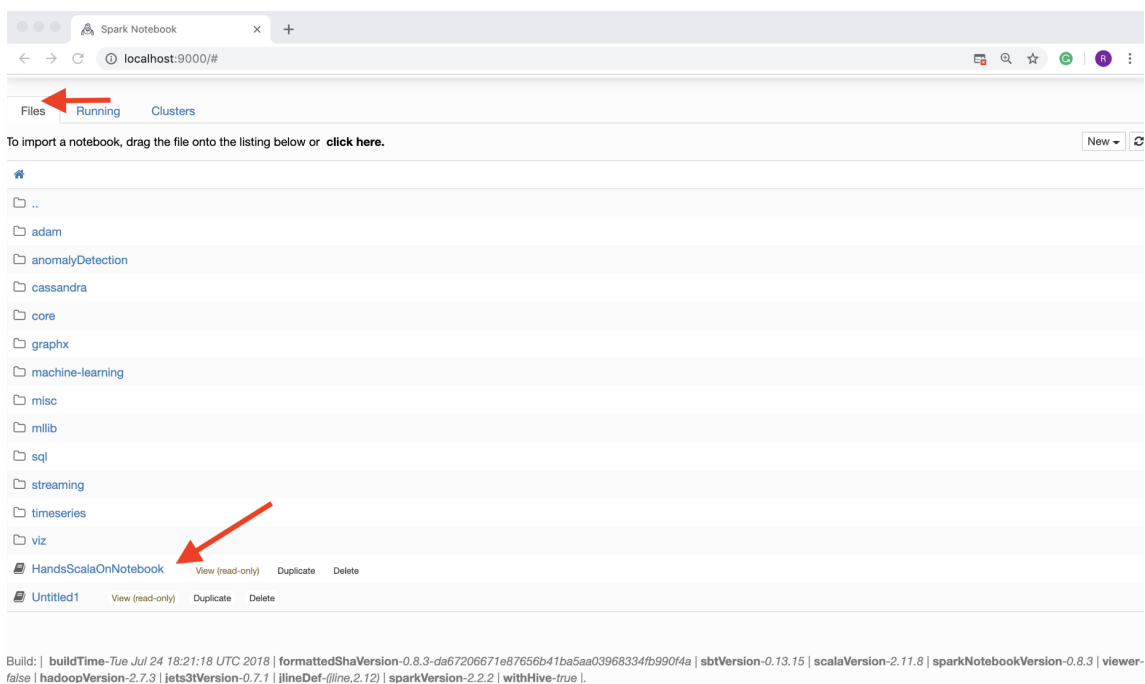 Spark Notebook
localhost:9000/#
R
Files Running Clusters
To import a notebook, drag the file onto the listing below or click here.
New
..
adam
anomalyDetection
cassandra
core
graphx
machine-learning
misc
mllib
sql
streaming
timeseries
viz
HandsScalaOnNotebook View (read-only) Duplicate Delete
Untitled1 View (read-only) Duplicate Delete
Build: | buildTime-Tue Jul 24 18:21:18 UTC 2018 | formattedShaVersion-0.8.3-da67206671e87656b41ba5aa03968334fb990f4a | sbtVersion-0.13.15 | scalaVersion-2.11.8 | sparkNotebookVersion-0.8.3 | viewer-
false | hadoopVersion-2.7.3 | jets3tVersion-0.7.1 | jlineDef-(jline,2.12) | sparkVersion-2.2.2 | withHive-true |.